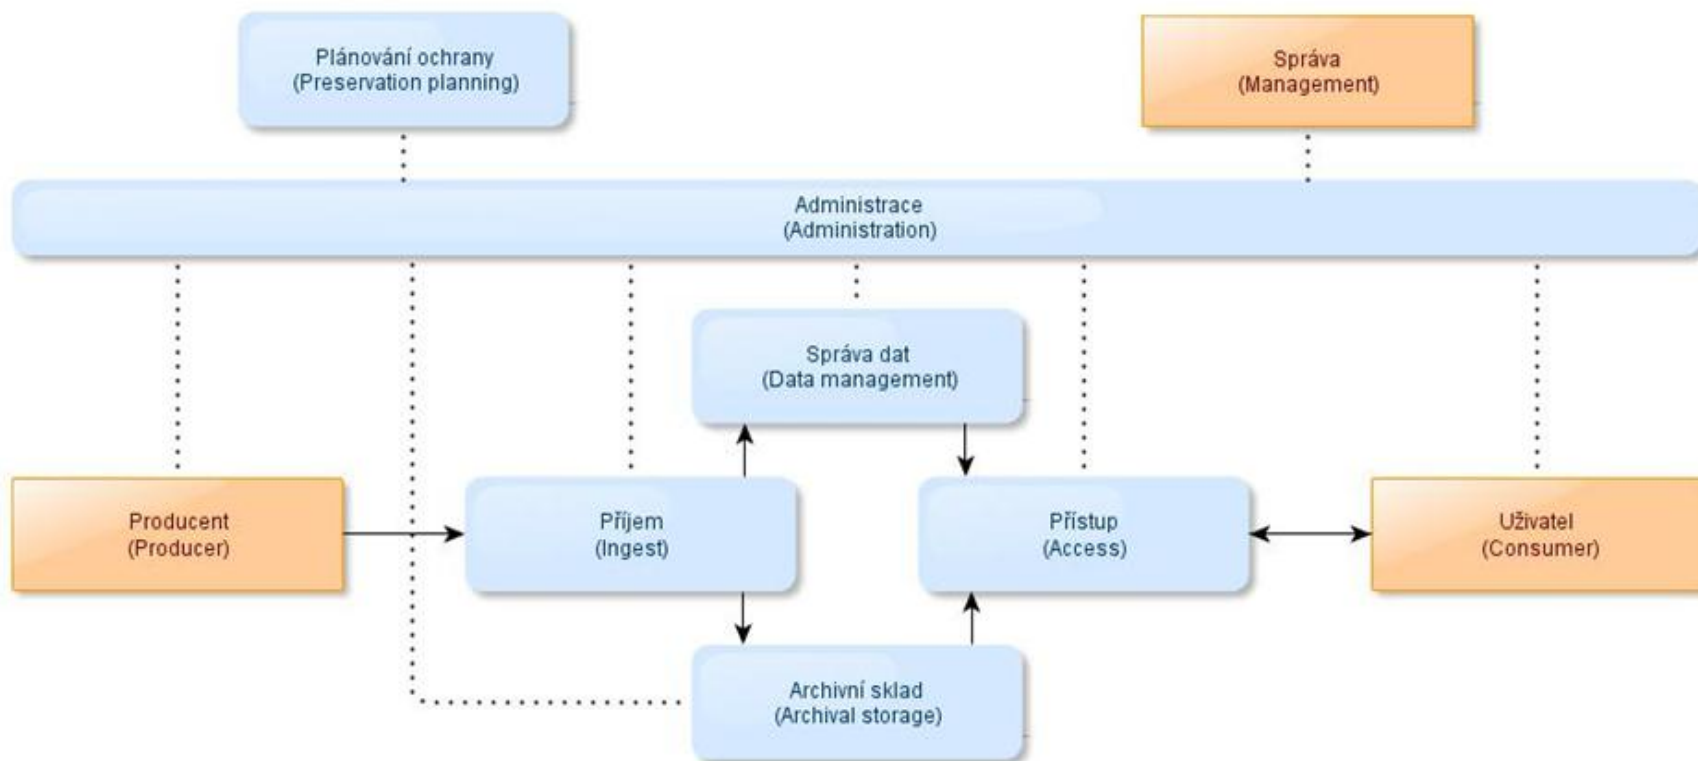 Plánování ochrany
(Preservation planning)
Správa
(Management)
Administrace
(Administration)
Správa dat
(Data management)
Producent
(Producer)
Příjem
(Ingest)
Přístup
(Access)
Uživatel
(Consumer)
Archivní sklad
(Archival storage)